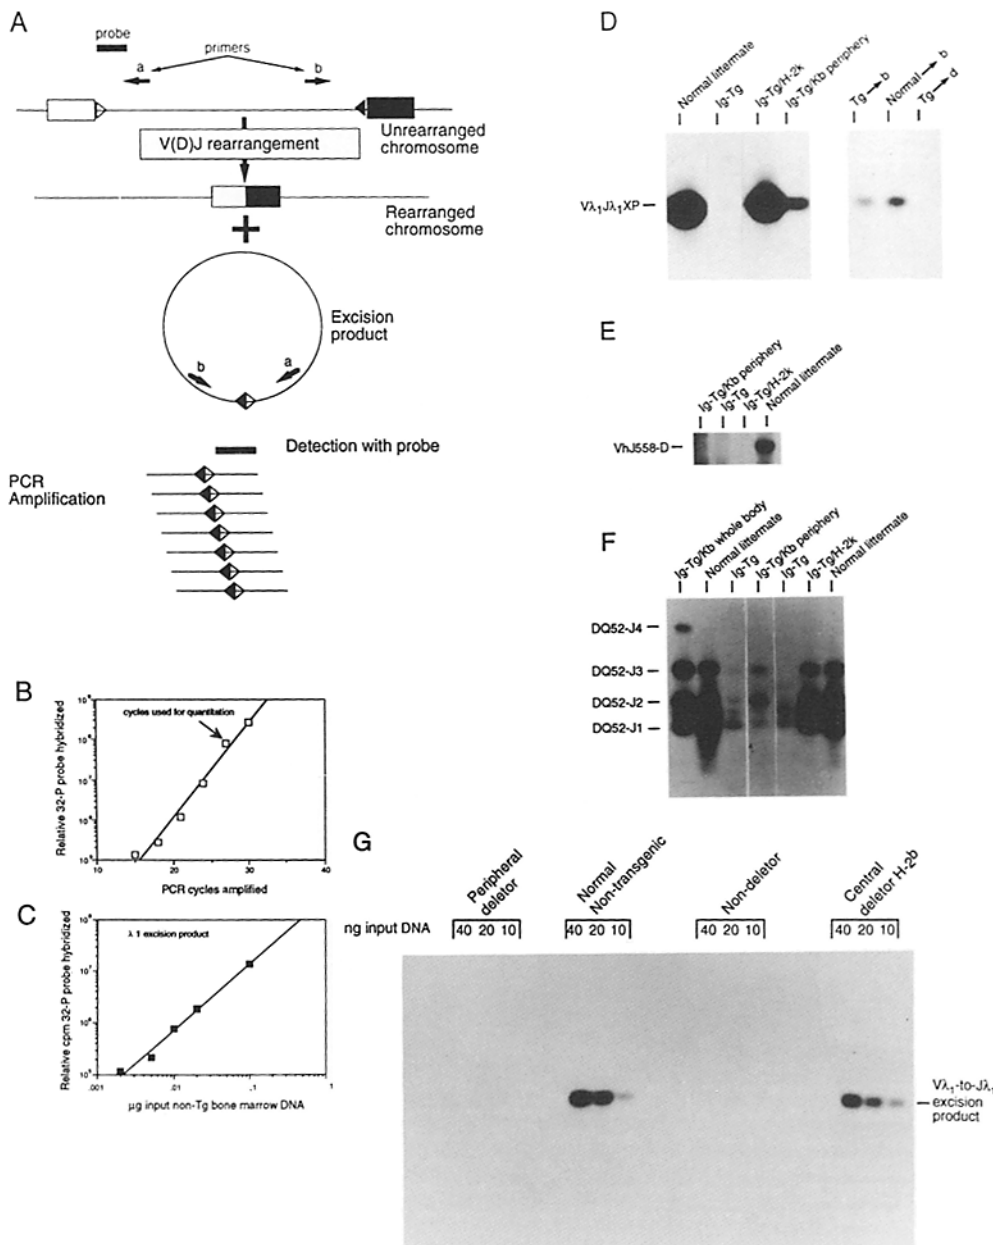 A
probe
primers
a
b
Unrearranged
chromosome
V(D)J rearrangement
Rearranged
chromosome
Excision
product
b
a
Detection with probe
PCR
Amplification
B
Relative 32-P probe hybridized
cycles used for quantitation
10
20
30
40
PCR cycles amplified
C
Relative cpm 32-P probe hybridized
λ 1 excision product
.001
.01
.1
1
µg input non-Tg bone marrow DNA
D
Normal littermate
Ig-Tg
Ig-Tg/H-2k
Ig-Tg/Kb periphery
Tg→b
Normal→b
Tg→d
Vλ₁Jλ₁XP
E
Ig-Tg/Kb periphery
Ig-Tg
Ig-Tg/H-2k
Normal littermate
VhJ558-D
F
Ig-Tg/Kb whole body
Normal littermate
Ig-Tg
Ig-Tg/Kb periphery
Ig-Tg
Ig-Tg/H-2k
Normal littermate
DQ52-J4
DQ52-J3
DQ52-J2
DQ52-J1
G
Peripheral
deletor
Normal
Non-transgenic
Non-deletor
Central
deletor H-2ᵇ
ng input DNA
40 20 10
40 20 10
40 20 10
40 20 10
Vλ₁-to-Jλ₁
excision
product